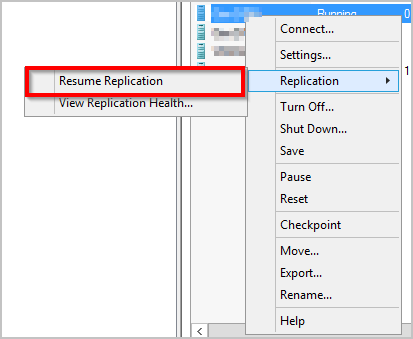 Running 0
Connect...
Settings...
Replication 1
Resume Replication
View Replication Health...
Turn Off...
Shut Down...
Save
Pause
Reset
Checkpoint
Move...
Export...
Rename...
Help